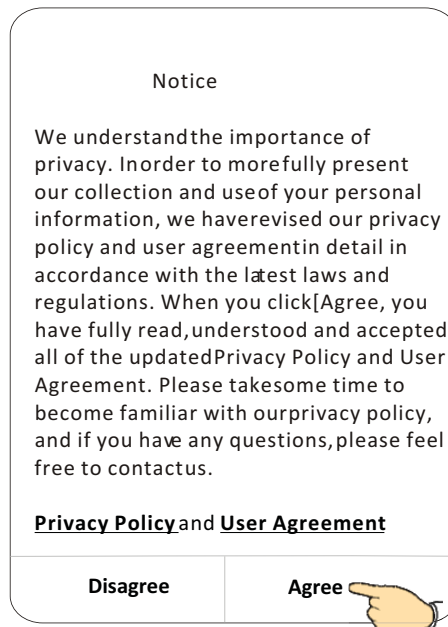 Notice
We understand the importance of
privacy. Inorder to morefully present
our collection and useof your personal
information, we haverevised our privacy
policy and user agreementin detail in
accordance with the latest laws and
regulations. When you click[Agree, you
have fully read,understood and accepted
all of the updatedPrivacy Policy and User
Agreement. Please takesome time to
become familiar with ourprivacy policy,
and if you have any questions,please feel
free to contactus.
Privacy Policy and User Agreement
Disagree Agree